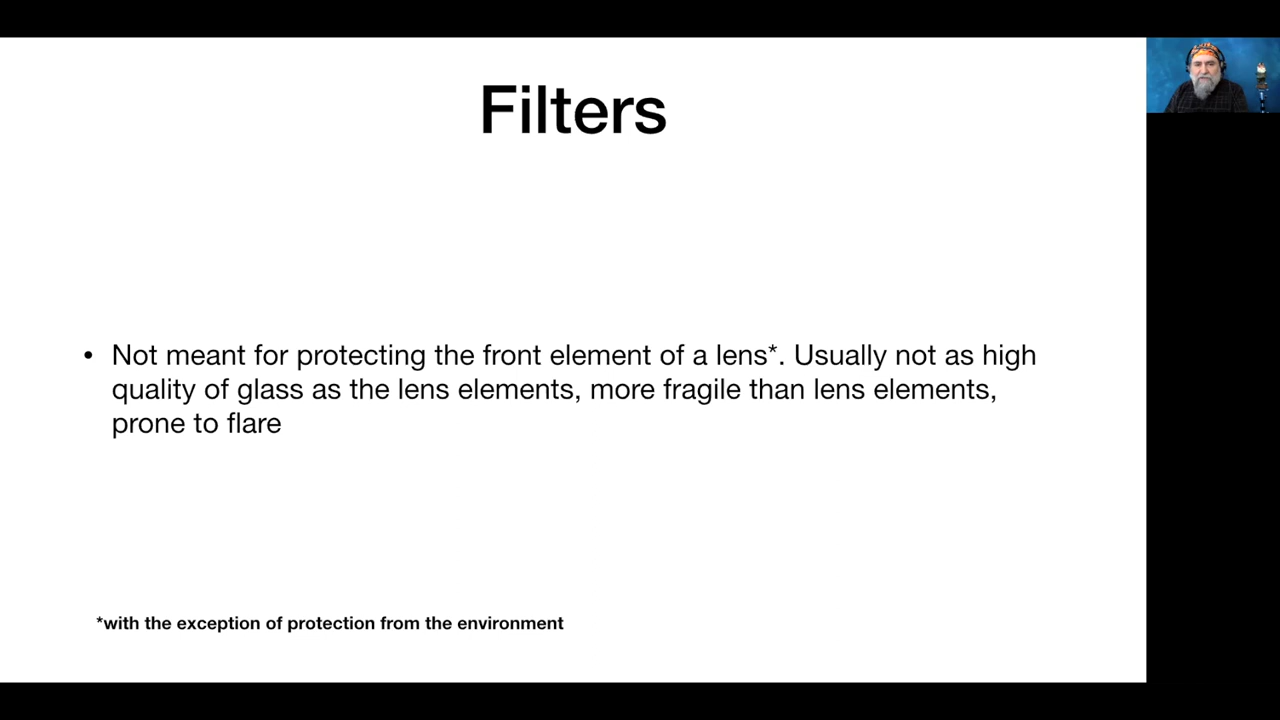 Filters
• Not meant for protecting the front element of a lens*. Usually not as high
quality of glass as the lens elements, more fragile than lens elements,
prone to flare
*with the exception of protection from the environment